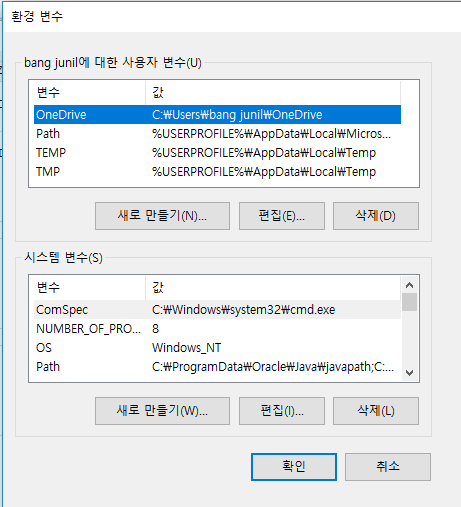 환경 변수
bang junil에 대한 사용자 변수(U)
변수 값
OneDrive C:₩Users₩bang junil₩OneDrive
Path %USERPROFILE%₩AppData₩Local₩Micros...
TEMP %USERPROFILE%₩AppData₩Local₩Temp
TMP %USERPROFILE%₩AppData₩Local₩Temp
새로 만들기(N)... 편집(E)... 삭제(D)
시스템 변수(S)
변수 값
ComSpec C:₩Windows₩system32₩cmd.exe
NUMBER_OF_PRO... 8
OS Windows_NT
Path C:₩ProgramData₩Oracle₩Java₩javapath;C:...
새로 만들기(W)... 편집(I)... 삭제(L)
확인 취소